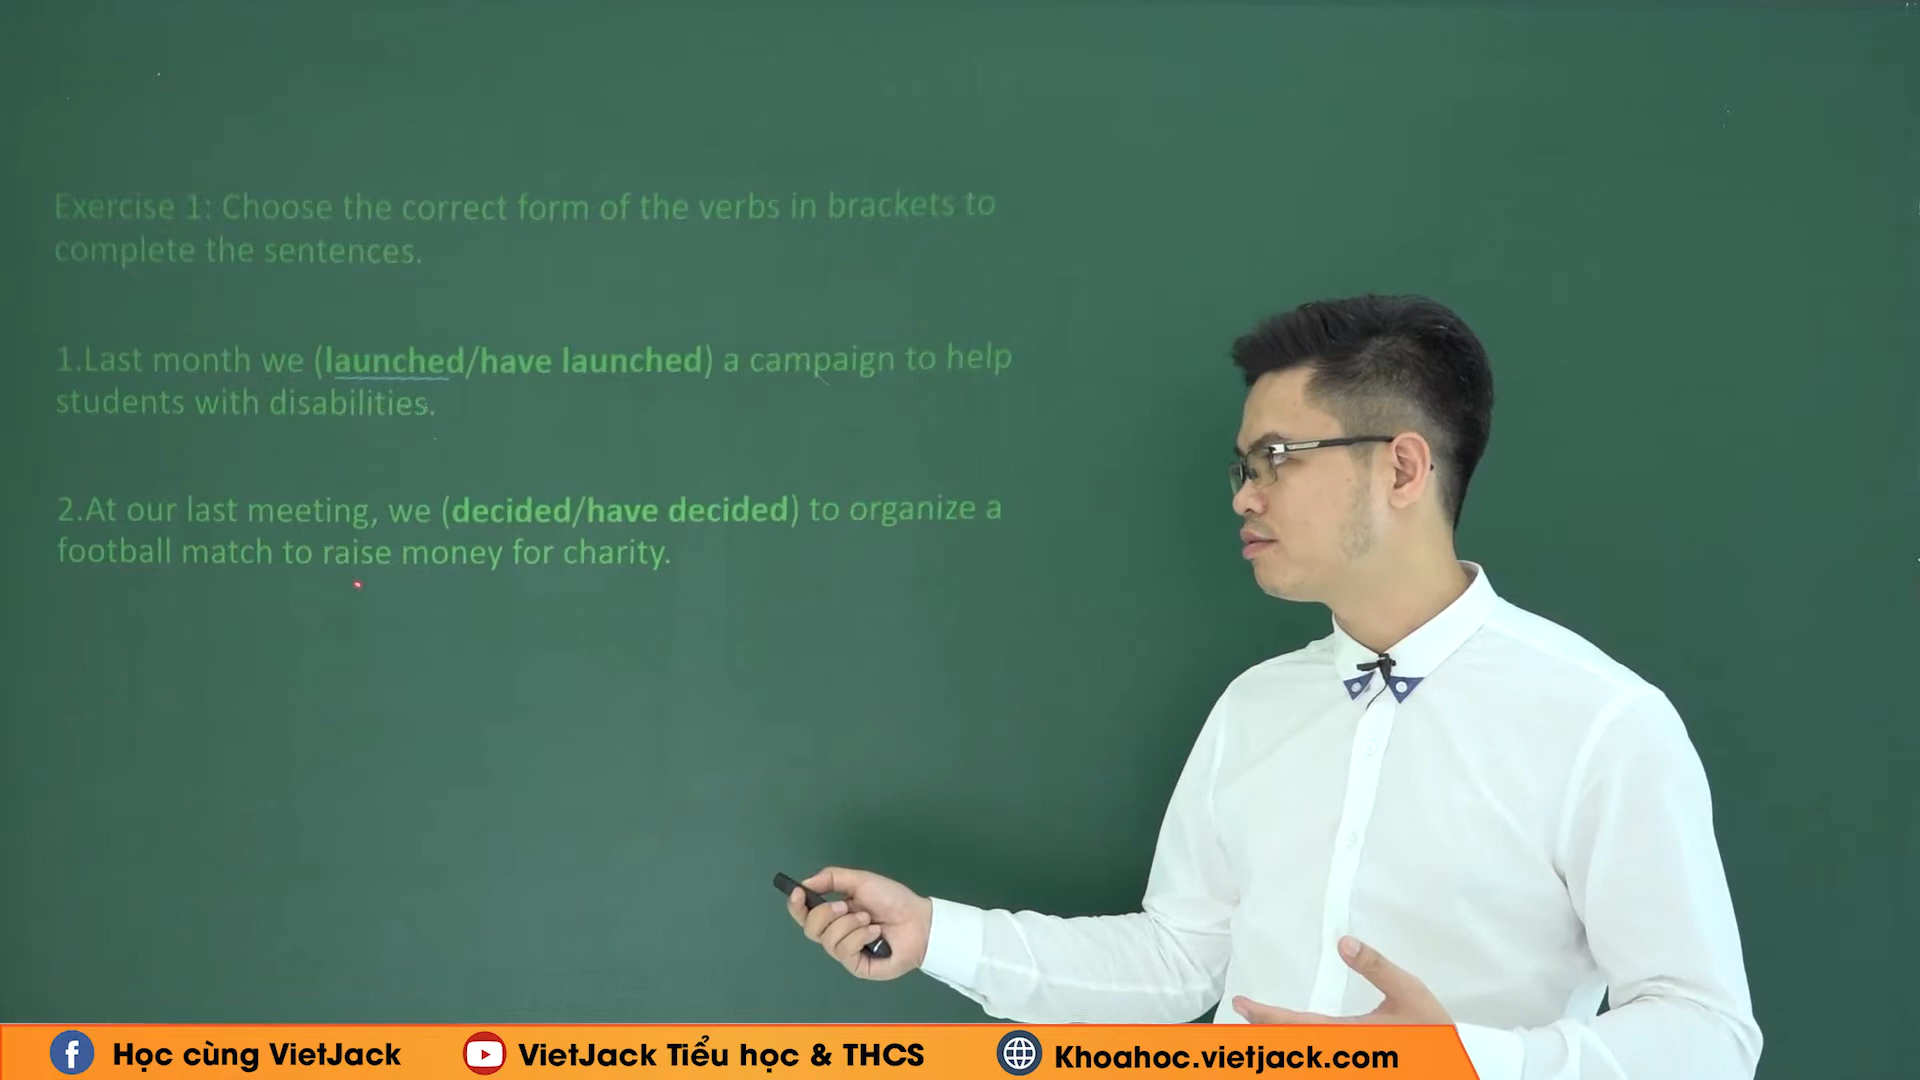 Exercise 1: Choose the correct form of the verbs in brackets to
complete the sentences.
1.Last month we (launched/have launched) a campaign to help
students with disabilities.
2.At our last meeting, we (decided/have decided) to organize a
football match to raise money for charity.
Học cùng VietJack
VietJack Tiểu học & THCS
Khoahoc.vietjack.com